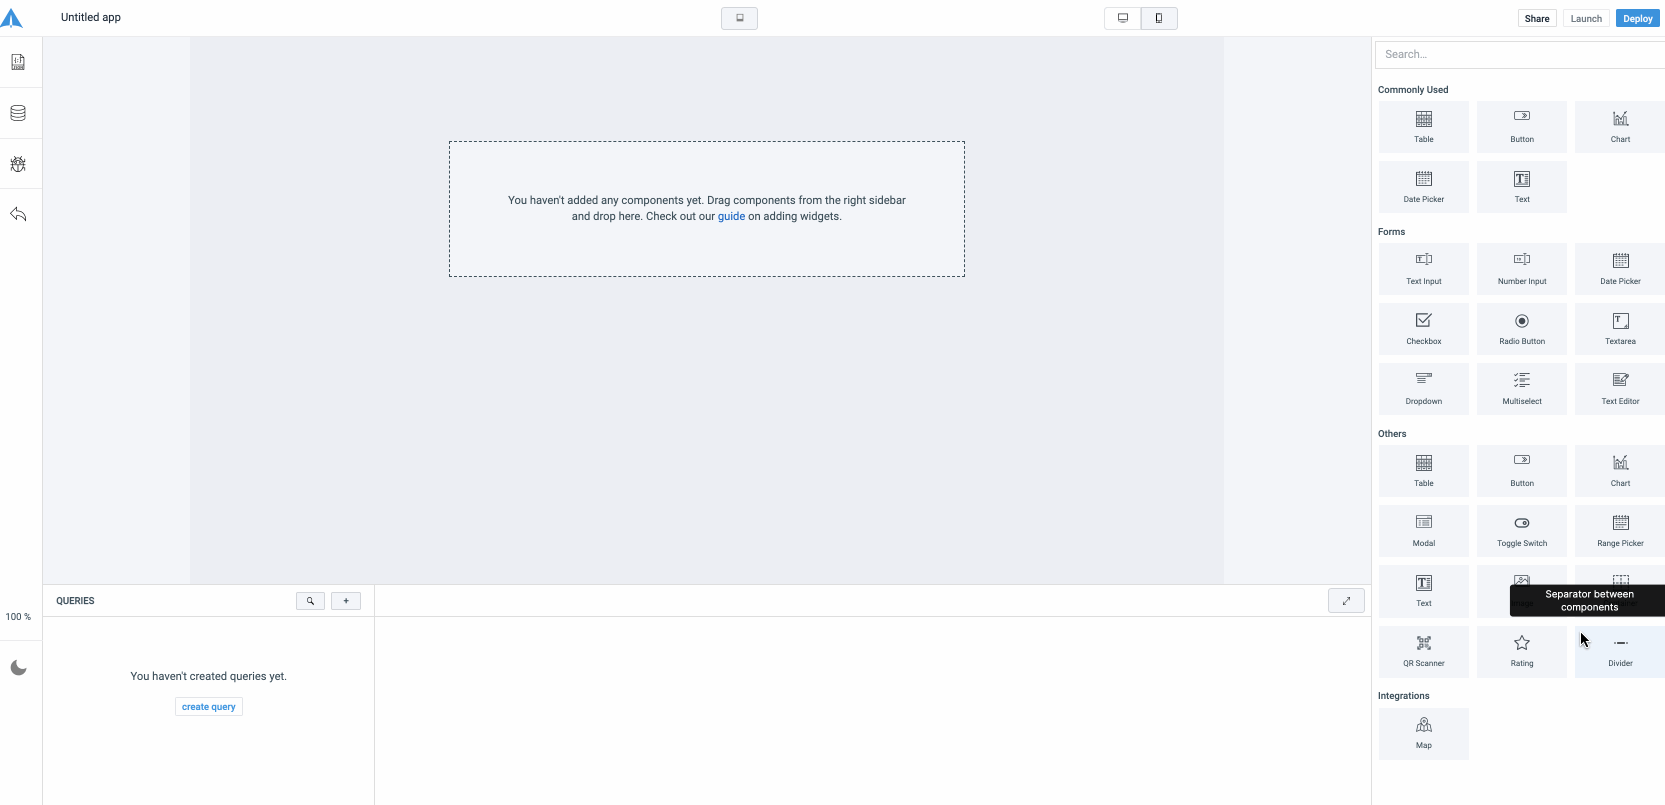 Untitled app
Share
Launch
Deploy
Search...
Commonly Used
Table
Button
Chart
Date Picker
Text
You haven't added any components yet. Drag components from the right sidebar
and drop here. Check out our guide on adding widgets.
Forms
Text Input
Number Input
Date Picker
Checkbox
Radio Button
Textarea
Dropdown
Multiselect
Text Editor
Others
Table
Button
Chart
Modal
Toggle Switch
Range Picker
Text
Separator between
components
QR Scanner
Rating
Divider
Integrations
Map
QUERIES
+
100 %
You haven't created queries yet.
create query